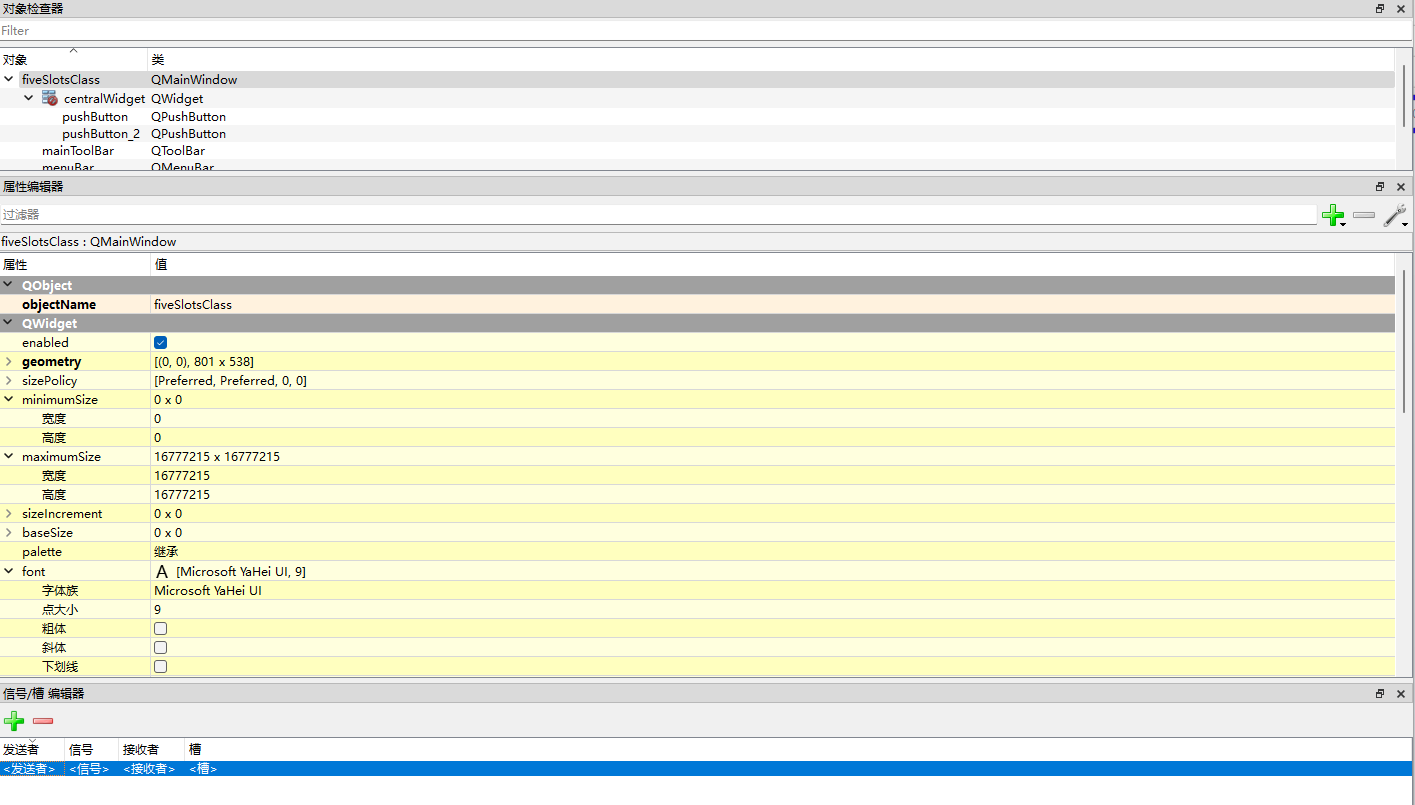 对象检查器
Filter
对象 类
fiveSlotsClass QMainWindow
centralWidget QWidget
pushButton QPushButton
pushButton_2 QPushButton
mainToolBar QToolBar
menuBar QMenuBar
属性编辑器
过滤器
fiveSlotsClass : QMainWindow
属性 值
QObject
objectName fiveSlotsClass
QWidget
enabled
geometry [(0, 0), 801 x 538]
sizePolicy [Preferred, Preferred, 0, 0]
minimumSize 0 x 0
宽度 0
高度 0
maximumSize 16777215 x 16777215
宽度 16777215
高度 16777215
sizeIncrement 0 x 0
baseSize 0 x 0
palette 继承
font A [Microsoft YaHei UI, 9]
字体族 Microsoft YaHei UI
点大小 9
粗体
斜体
下划线
信号/槽 编辑器
发送者 信号 接收者 槽
<发送者> <信号> <接收者> <槽>